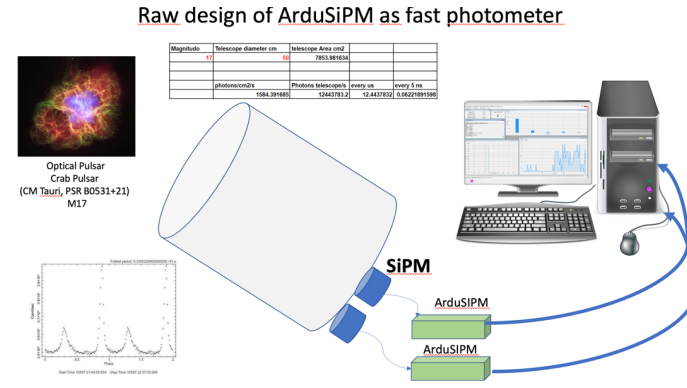 Raw design of ArduSiPM as fast photometer
Magnitudo Telescope diameter cm telescope Area cm2
17 50 7853.981634
photons/cm2/s Photons telescope/s every us every 5 ns
1584.391685 12443783.2 12.4437832 0.06221891598
Optical Pulsar
Crab Pulsar
(CM Tauri, PSR B0531+21)
M17
SiPM
ArduSIPM
ArduSIPM
Phase